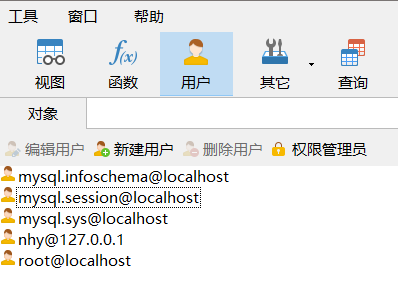 工具 窗口 帮助
f(x)
视图 函数 用户 其它 查询
对象
编辑用户 新建用户 删除用户 权限管理员
mysql.infoschema@localhost
mysql.session@localhost
mysql.sys@localhost
nhy@127.0.0.1
root@localhost